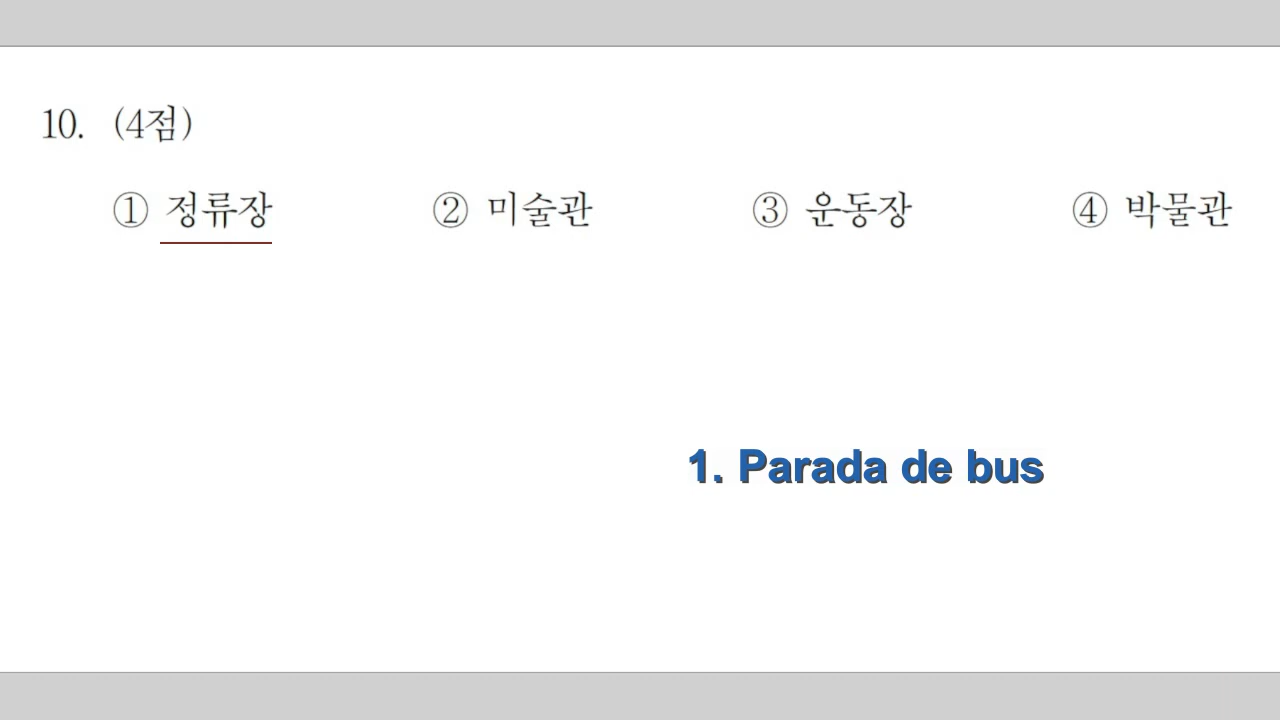 10. (4점)
① 정류장 ② 미술관 ③ 운동장 ④ 박물관
1. Parada de bus